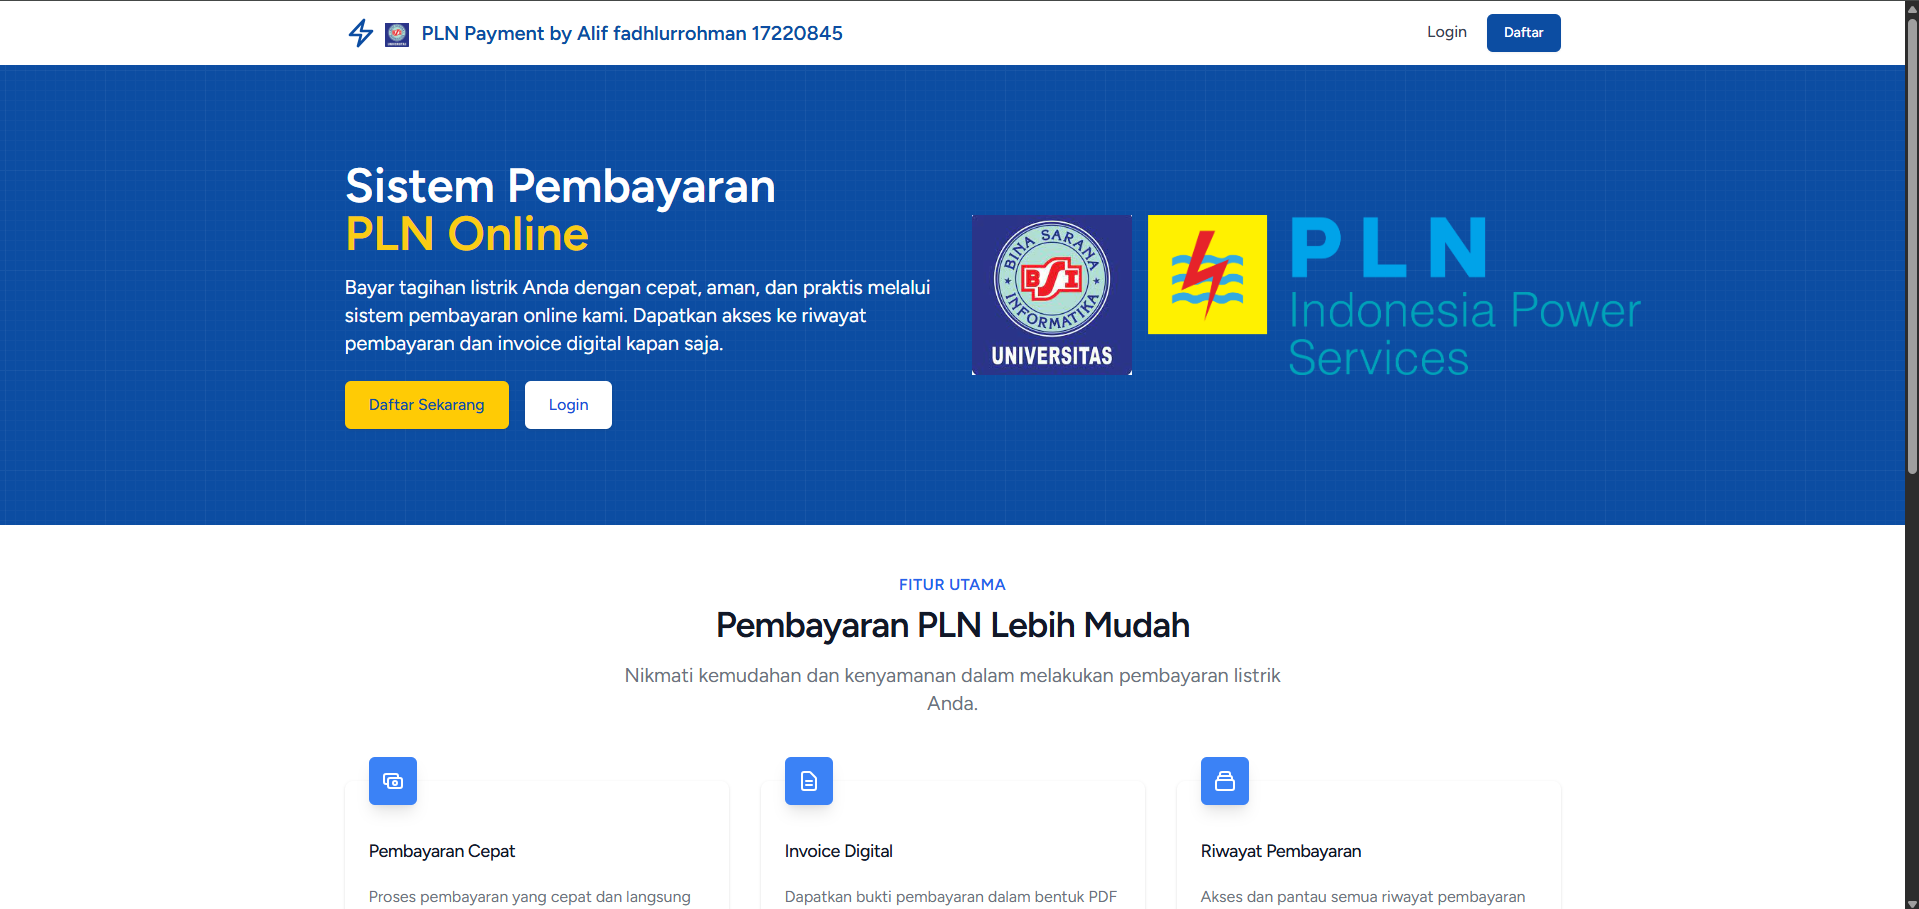 PLN Payment by Alif fadhlurrohman 17220845
Login
Daftar
Sistem Pembayaran
PLN Online
Bayar tagihan listrik Anda dengan cepat, aman, dan praktis melalui
sistem pembayaran online kami. Dapatkan akses ke riwayat
pembayaran dan invoice digital kapan saja.
Daftar Sekarang
Login
BINA SARANA
BSI
INFORMATIKA
UNIVERSITAS
PLN
Indonesia Power
Services
FITUR UTAMA
Pembayaran PLN Lebih Mudah
Nikmati kemudahan dan kenyamanan dalam melakukan pembayaran listrik
Anda.
Pembayaran Cepat
Proses pembayaran yang cepat dan langsung
Invoice Digital
Dapatkan bukti pembayaran dalam bentuk PDF
Riwayat Pembayaran
Akses dan pantau semua riwayat pembayaran